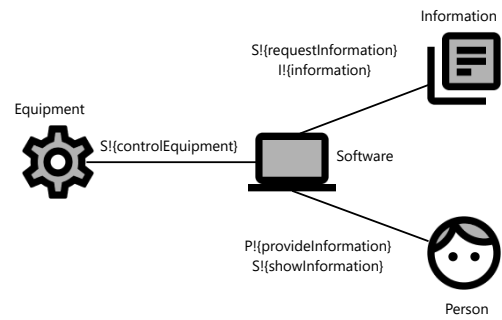 Information
S!{requestInformation}
I!{information}
Equipment
S!{controlEquipment}
Software
P!{provideInformation}
S!{showInformation}
Person